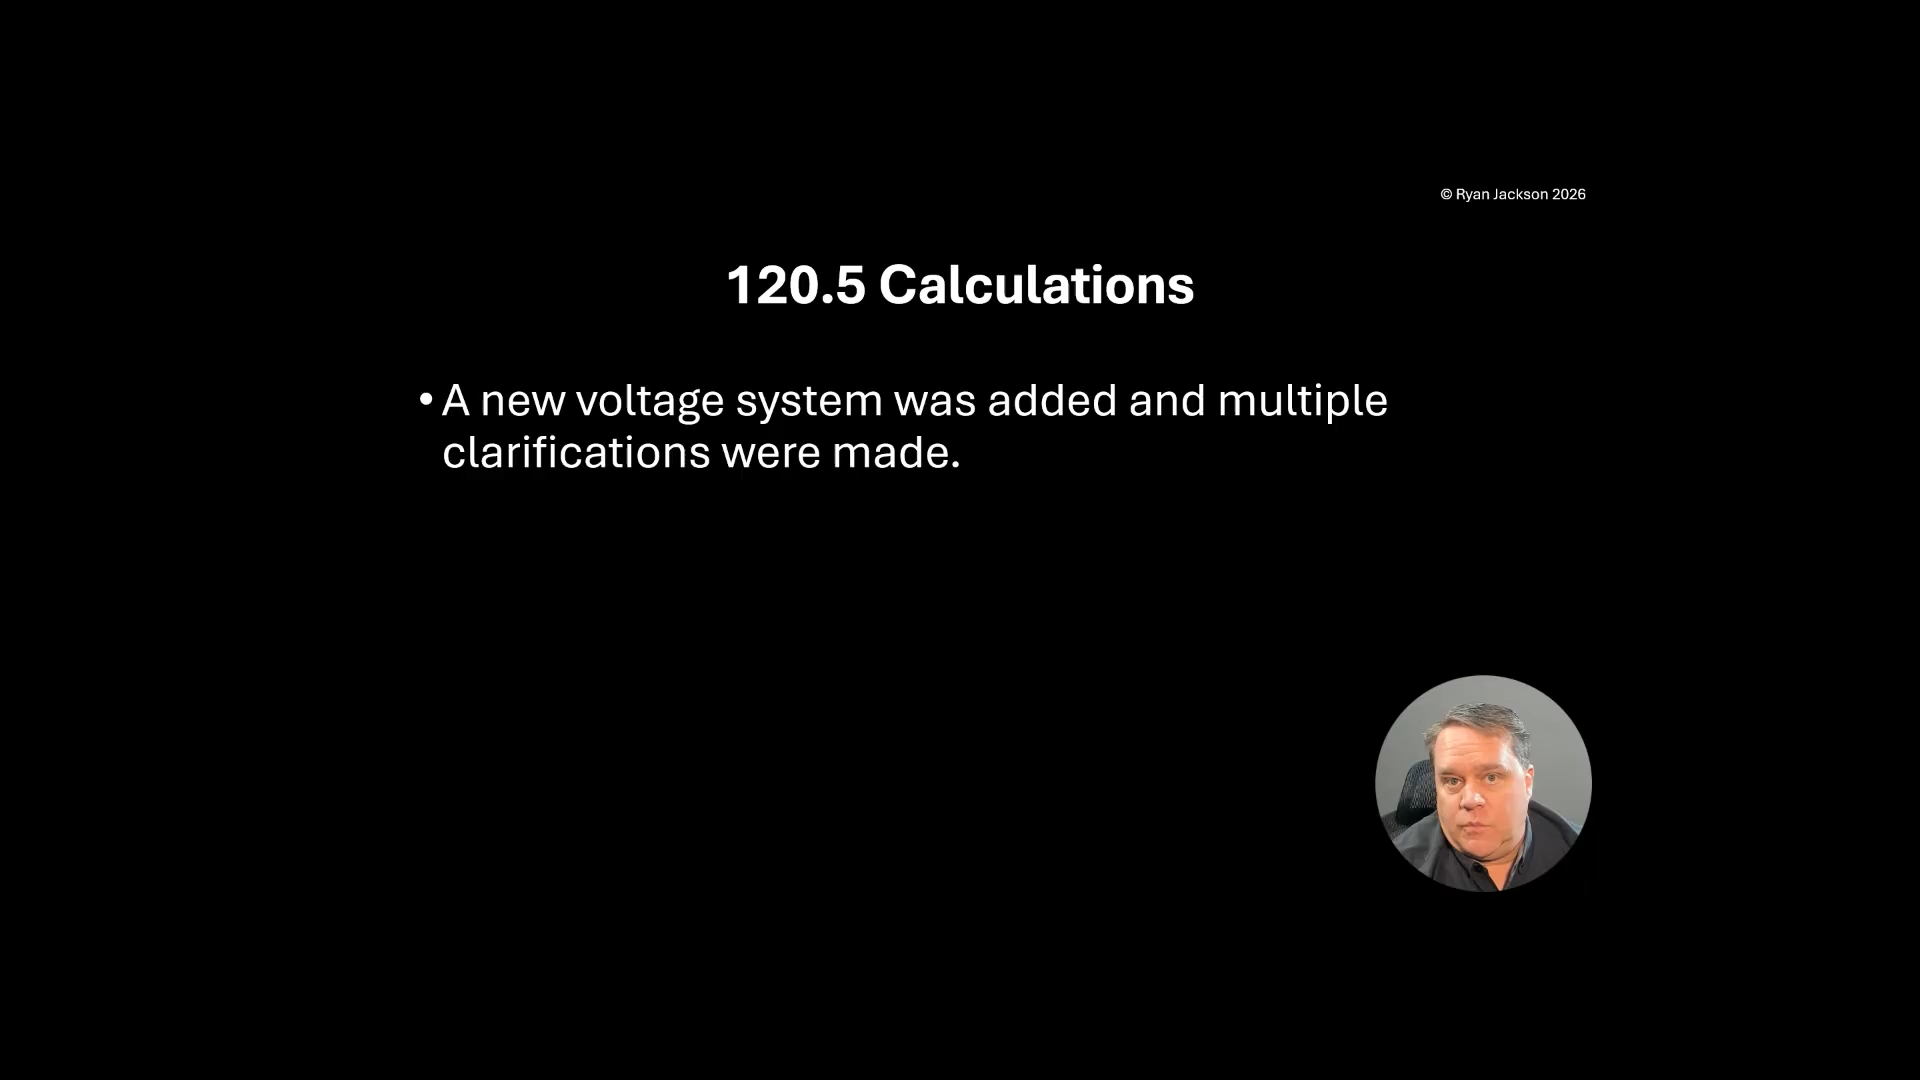 © Ryan Jackson 2026
120.5 Calculations
• A new voltage system was added and multiple
clarifications were made.